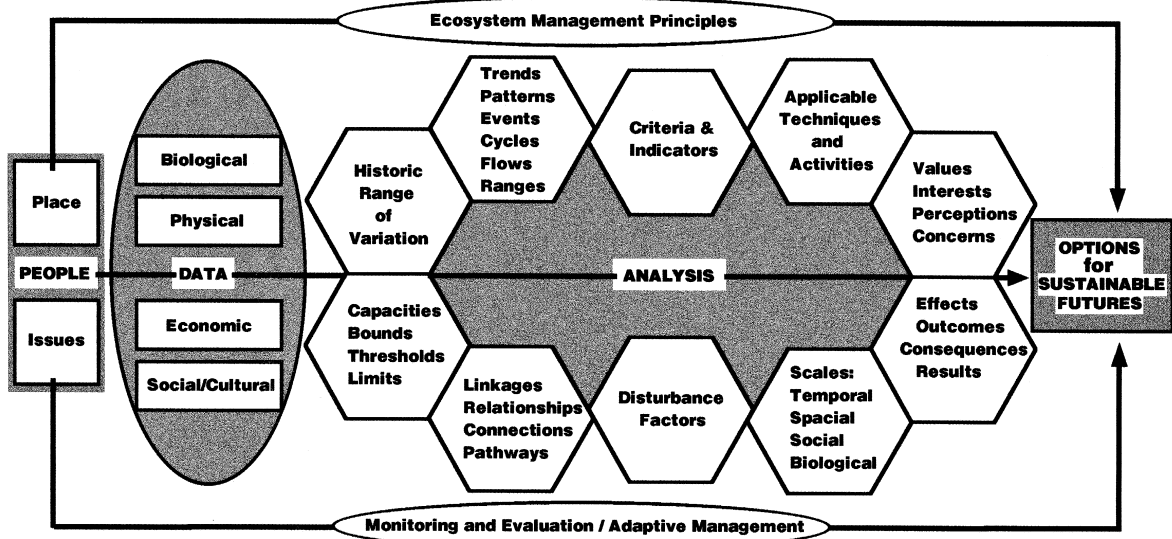 Ecosystem Management Principles
Place
PEOPLE
Issues
Biological
Physical
DATA
Economic
Social/Cultural
Historic
Range
of
Variation
Capacities
Bounds
Thresholds
Limits
Trends
Patterns
Events
Cycles
Flows
Ranges
Linkages
Relationships
Connections
Pathways
Criteria &
Indicators
ANALYSIS
Disturbance
Factors
Applicable
Techniques
and
Activities
Scales:
Temporal
Spacial
Social
Biological
Values
Interests
Perceptions
Concerns
Effects
Outcomes
Consequences
Results
OPTIONS
for
SUSTAINABLE
FUTURES
Monitoring and Evaluation / Adaptive Management